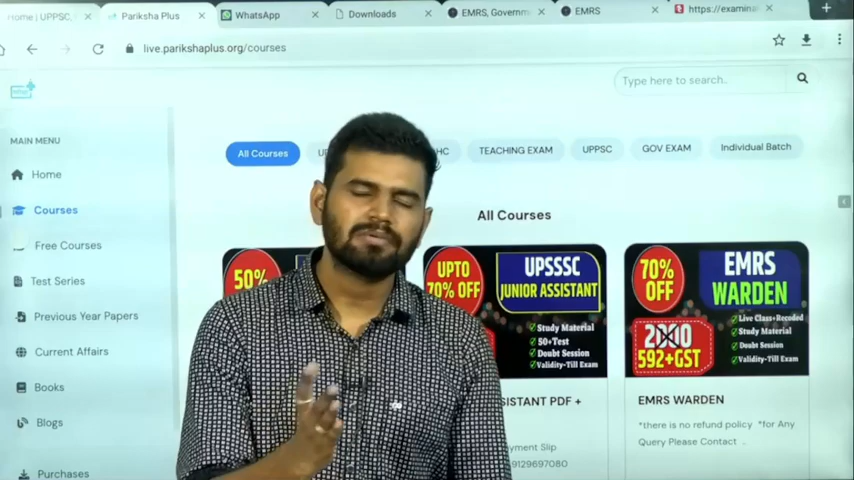 Home | UPPSC,
Pariksha Plus
WhatsApp
Downloads
EMRS, Governm
EMRS
https://examina
live.parikshaplus.org/courses
Type here to search..
MAIN MENU
Home
Courses
Free Courses
Test Series
Previous Year Papers
Current Affairs
Books
Blogs
Purchases
All Courses
HC
TEACHING EXAM
UPPSC
GOV EXAM
Individual Batch
All Courses
50%
UPTO
70% OFF
UPSSSC
JUNIOR ASSISTANT
Study Material
50+Test
Doubt Session
Validity-Till Exam
ISTANT PDF +
yment Slip
9129697080
70%
OFF
EMRS
WARDEN
592+GST
Live Class+Recoded
Study Material
Doubt Session
Validity-Till Exam
EMRS WARDEN
*there is no refund policy *for Any
Query Please Contact ..